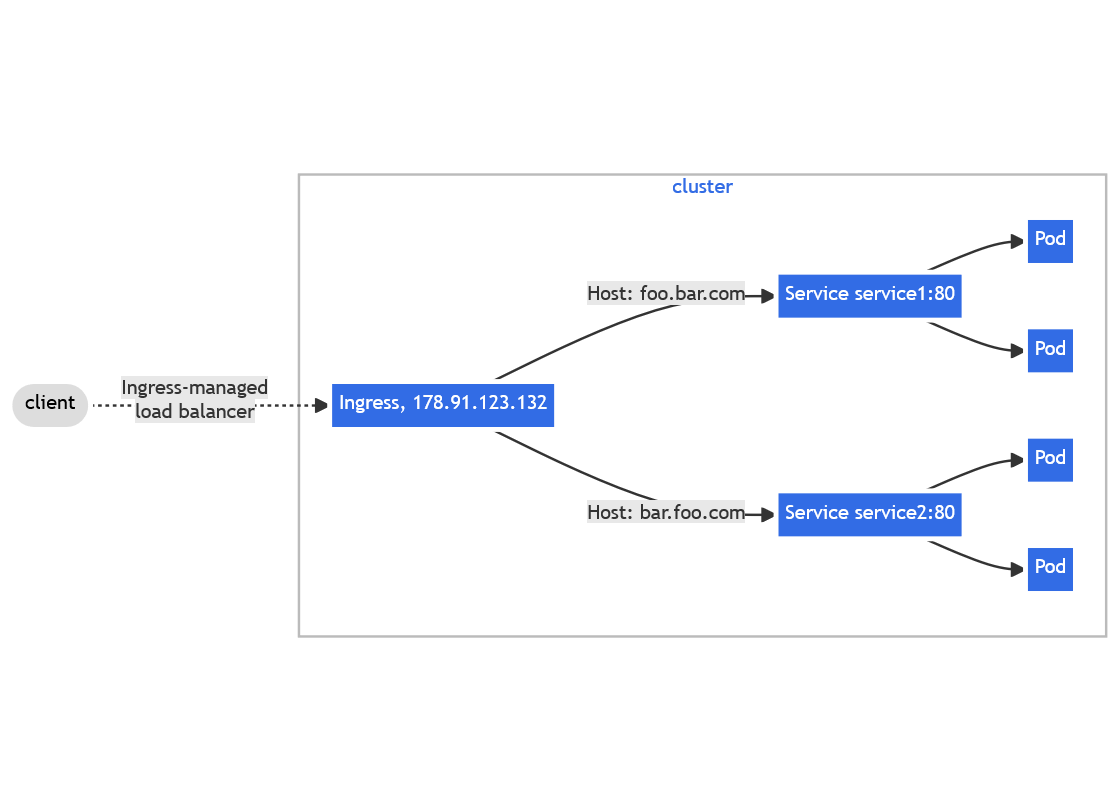 cluster
client
Ingress-managed
load balancer
Ingress, 178.91.123.132
Host: foo.bar.com
Service service1:80
Pod
Pod
Host: bar.foo.com
Service service2:80
Pod
Pod